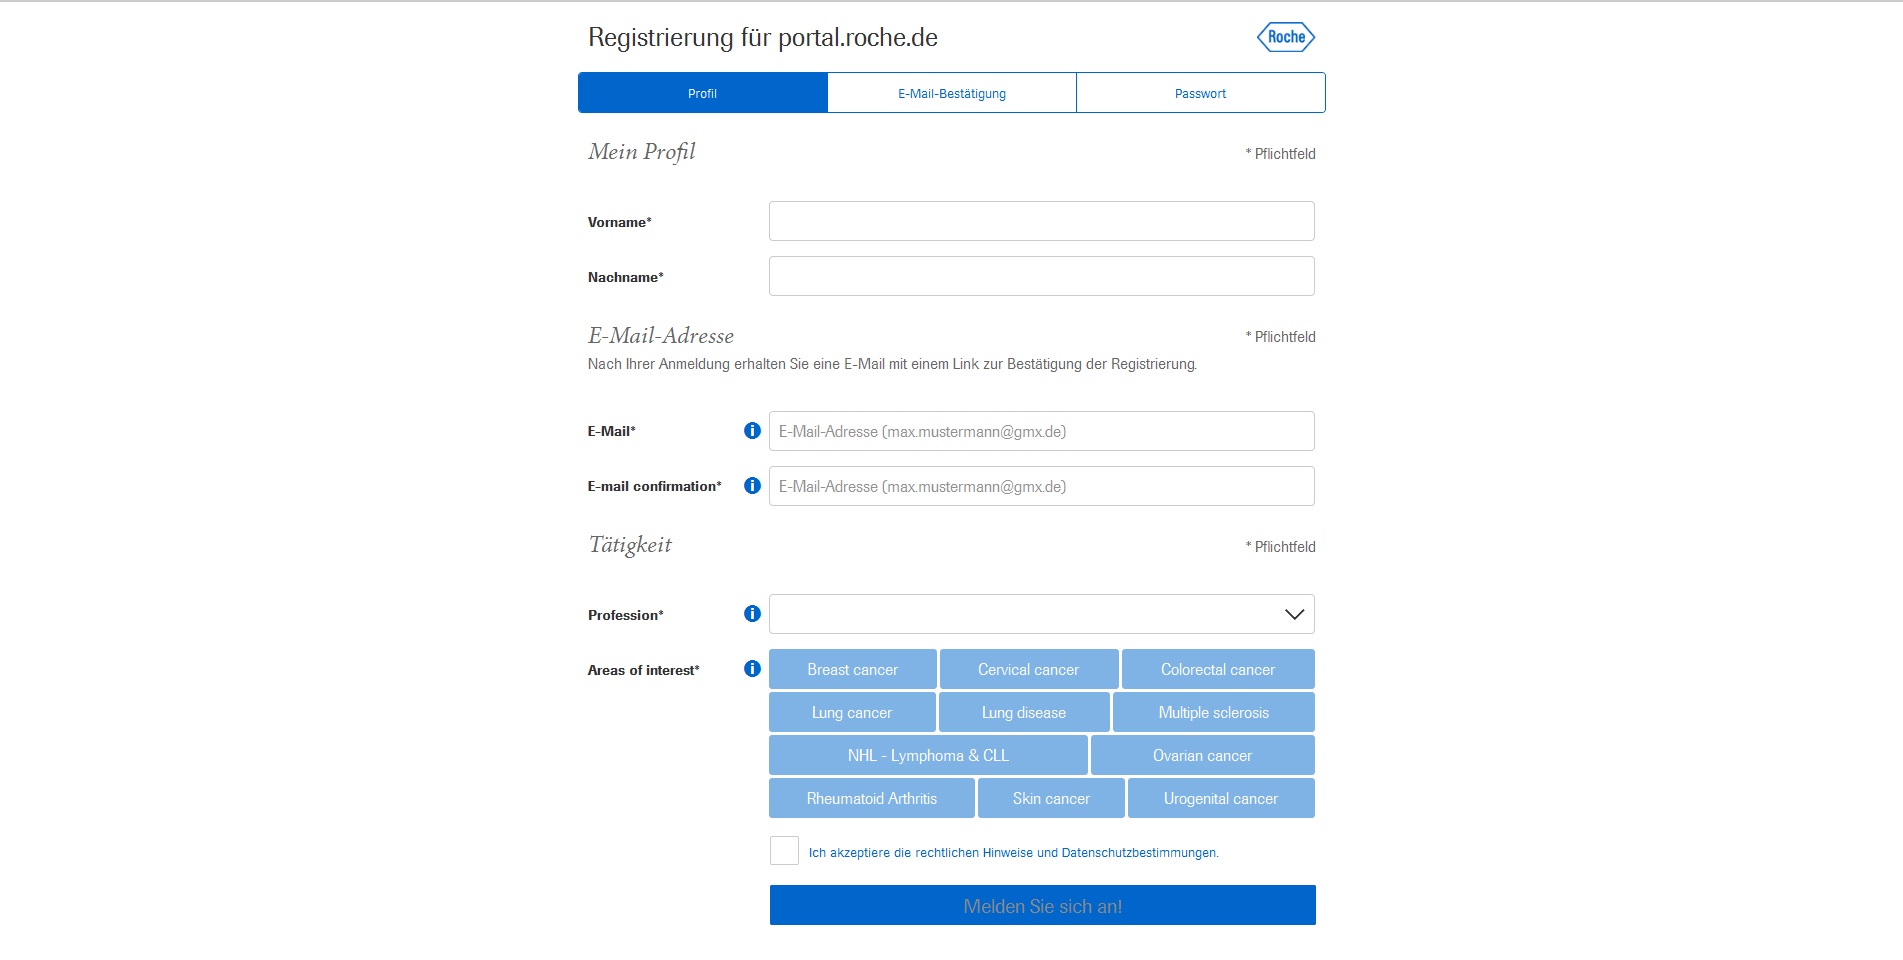 Registrierung für portal.roche.de
Roche
Profil
E-Mail-Bestätigung
Passwort
Mein Profil
* Pflichtfeld
Vorname*
Nachname*
E-Mail-Adresse
* Pflichtfeld
Nach Ihrer Anmeldung erhalten Sie eine E-Mail mit einem Link zur Bestätigung der Registrierung.
E-Mail*
i
E-Mail-Adresse (max.mustermann@gmx.de)
E-mail confirmation*
i
E-Mail-Adresse (max.mustermann@gmx.de)
Tätigkeit
* Pflichtfeld
Profession*
i
Areas of interest*
i
Breast cancer
Cervical cancer
Colorectal cancer
Lung cancer
Lung disease
Multiple sclerosis
NHL - Lymphoma & CLL
Ovarian cancer
Rheumatoid Arthritis
Skin cancer
Urogenital cancer
Ich akzeptiere die rechtlichen Hinweise und Datenschutzbestimmungen.
Melden Sie sich an!